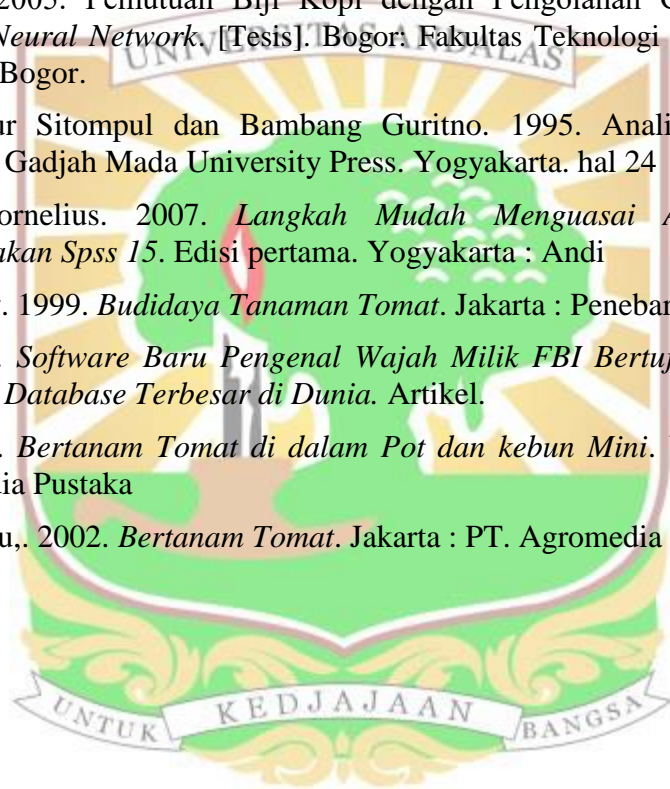 2005. Pemutuan Biji Kopi dengan Pengolahan
Neural Network. [Tesis]. Bogor: Fakultas Teknologi
Bogor.
UNIVERSITAS ANDALAS
ur Sitompul dan Bambang Guritno. 1995. Anali
Gadjah Mada University Press. Yogyakarta. hal 24
ornelius. 2007. Langkah Mudah Menguasai A
akan Spss 15. Edisi pertama. Yogyakarta : Andi
. 1999. Budidaya Tanaman Tomat. Jakarta : Penebar
. Software Baru Pengenal Wajah Milik FBI Bertuj
Database Terbesar di Dunia. Artikel.
. Bertanam Tomat di dalam Pot dan kebun Mini.
ia Pustaka
u,. 2002. Bertanam Tomat. Jakarta : PT. Agromedia
UNTUK KEDJAJAAN BANGSA